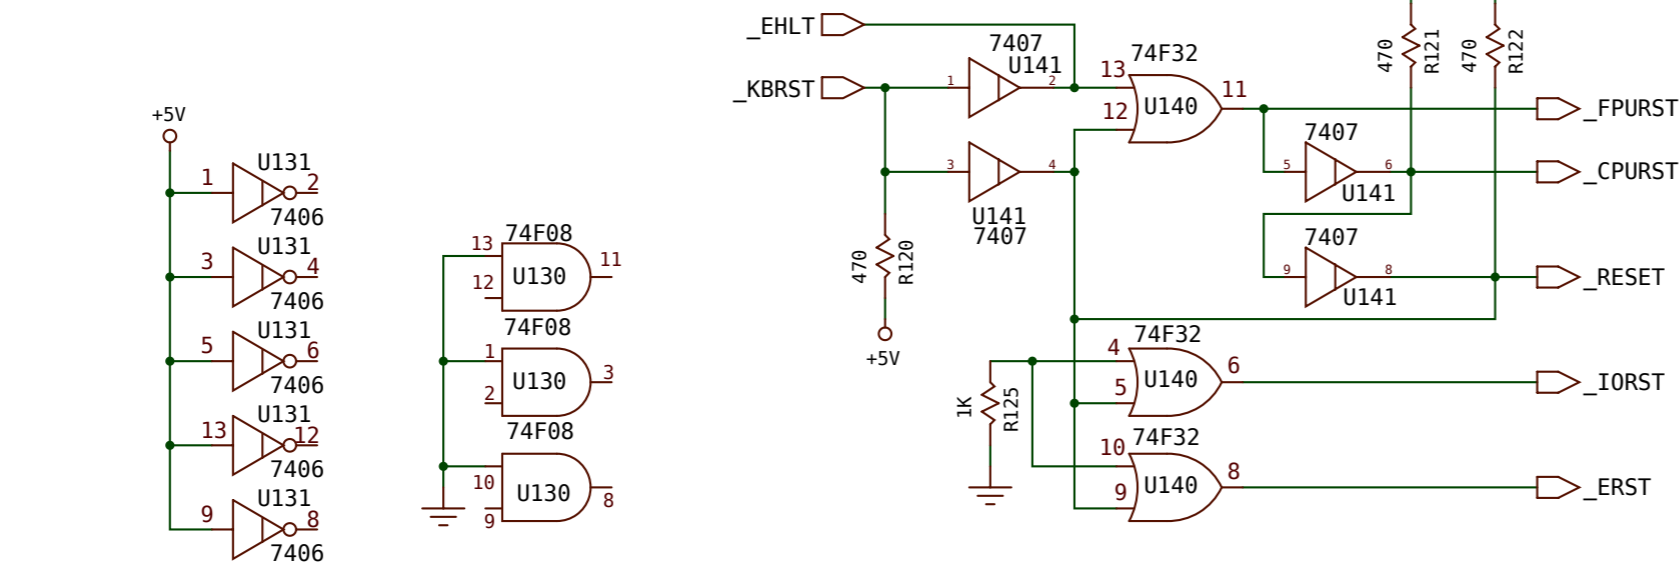 +5V
1
U131
2
7406
3
U131
4
7406
5
U131
6
7406
13
U131
12
7406
9
U131
8
7406
74F08
13
12
U130
11
74F08
1
2
U130
3
74F08
10
9
U130
8
_EHLT
_KBRST
7407
U141
1
2
3
4
U141
7407
470
R120
+5V
74F32
13
12
U140
11
470
R121
470
R122
_FPURST
7407
5
6
U141
_CPURST
7407
9
8
U141
_RESET
74F32
4
5
U140
6
_IORST
1K
R125
74F32
10
9
U140
8
_ERST